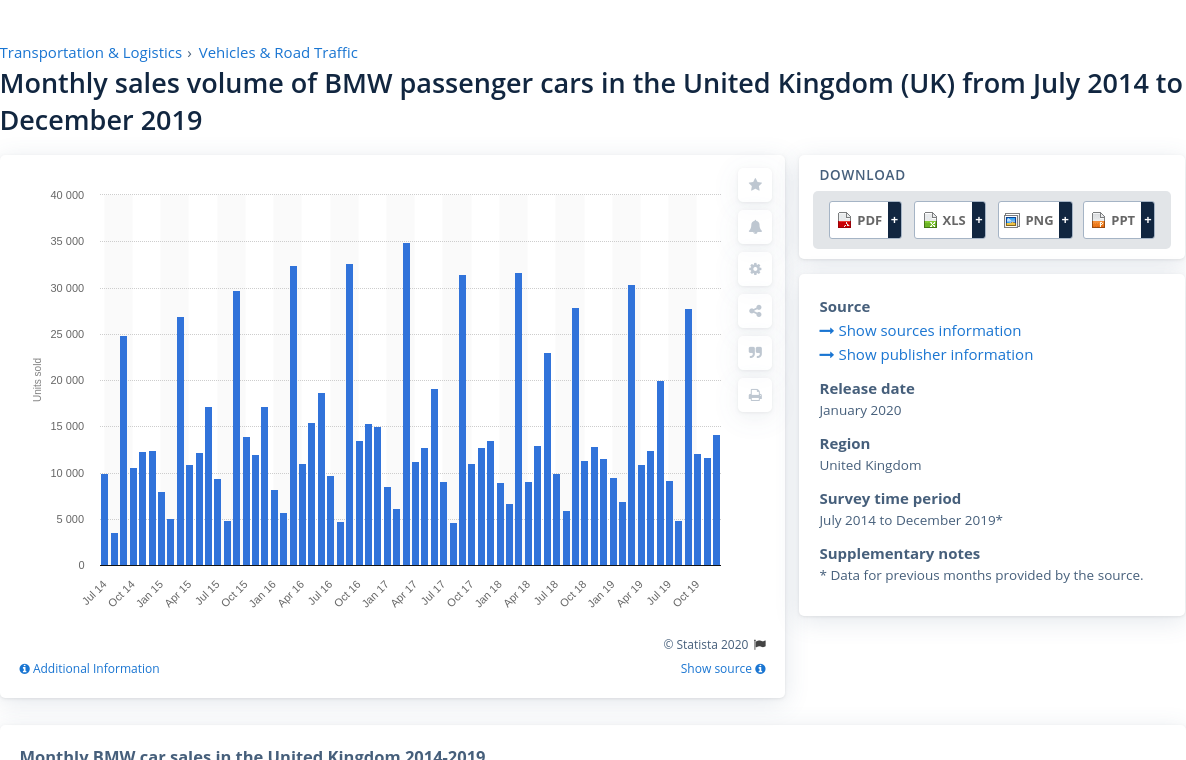 Transportation & Logistics › Vehicles & Road Traffic
Monthly sales volume of BMW passenger cars in the United Kingdom (UK) from July 2014 to
December 2019
40 000
35 000
30 000
25 000
20 000
15 000
10 000
5 000
0
Units sold
Jul 14
Oct 14
Jan 15
Apr 15
Jul 15
Oct 15
Jan 16
Apr 16
Jul 16
Oct 16
Jan 17
Apr 17
Jul 17
Oct 17
Jan 18
Apr 18
Jul 18
Oct 18
Jan 19
Apr 19
Jul 19
Oct 19
© Statista 2020
Additional Information
Show source
DOWNLOAD
PDF +
XLS +
PNG +
PPT +
Source
Show sources information
Show publisher information
Release date
January 2020
Region
United Kingdom
Survey time period
July 2014 to December 2019*
Supplementary notes
* Data for previous months provided by the source.
Monthly BMW car sales in the United Kingdom 2014-2019